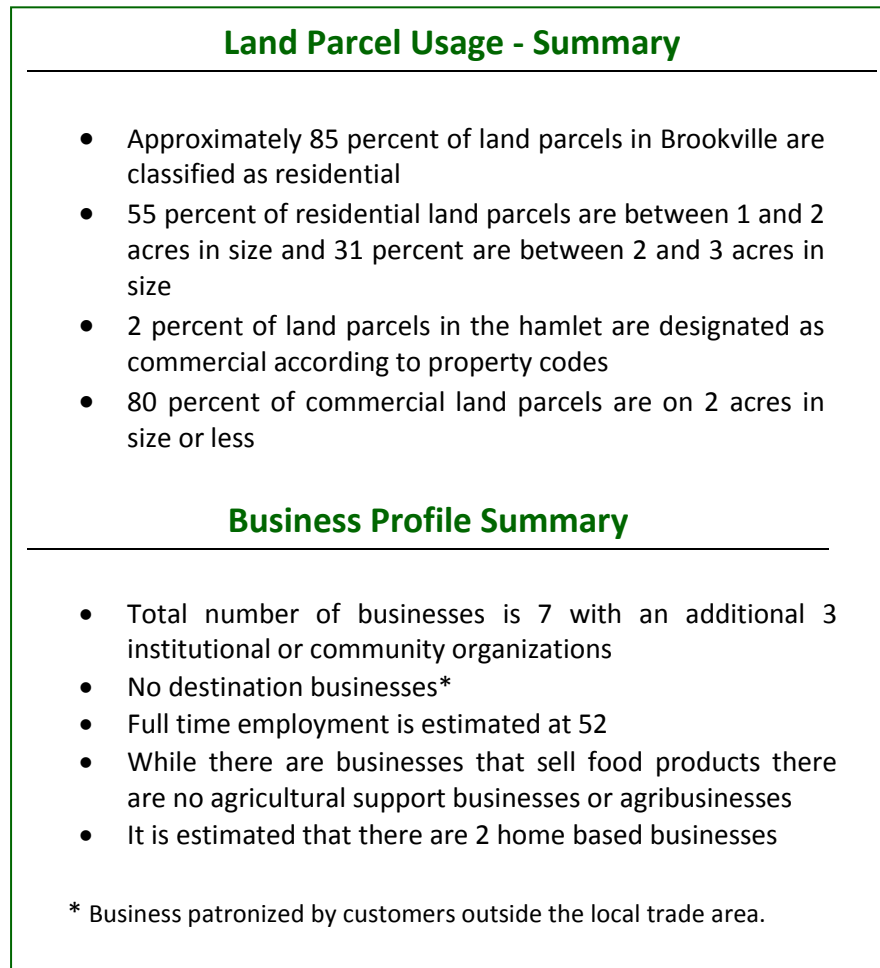 Land Parcel Usage - Summary
• Approximately 85 percent of land parcels in Brookville are
classified as residential
• 55 percent of residential land parcels are between 1 and 2
acres in size and 31 percent are between 2 and 3 acres in
size
• 2 percent of land parcels in the hamlet are designated as
commercial according to property codes
• 80 percent of commercial land parcels are on 2 acres in
size or less
Business Profile Summary
• Total number of businesses is 7 with an additional 3
institutional or community organizations
• No destination businesses*
• Full time employment is estimated at 52
• While there are businesses that sell food products there
are no agricultural support businesses or agribusinesses
• It is estimated that there are 2 home based businesses
* Business patronized by customers outside the local trade area.